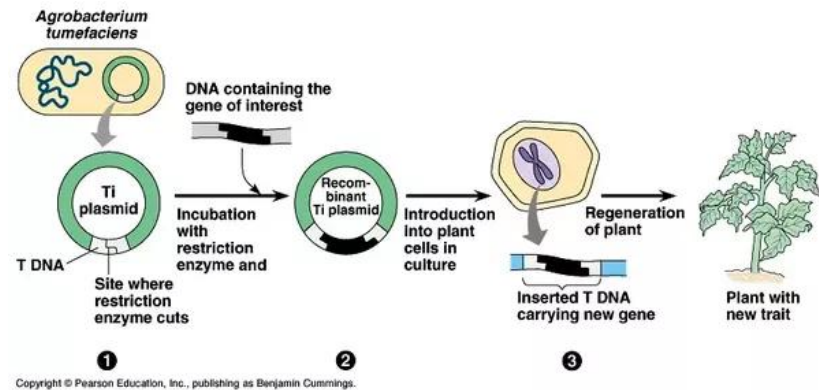 Agrobacterium
tumefaciens
DNA containing the
gene of interest
Ti
plasmid
T DNA
Site where
restriction
enzyme cuts
Incubation
with
restriction
enzyme and
Recom-
binant
Ti plasmid
Introduction
into plant
cells in
culture
Inserted T DNA
carrying new gene
Regeneration
of plant
Plant with
new trait
1
2
3
Copyright © Pearson Education, Inc., publishing as Benjamin Cummings.